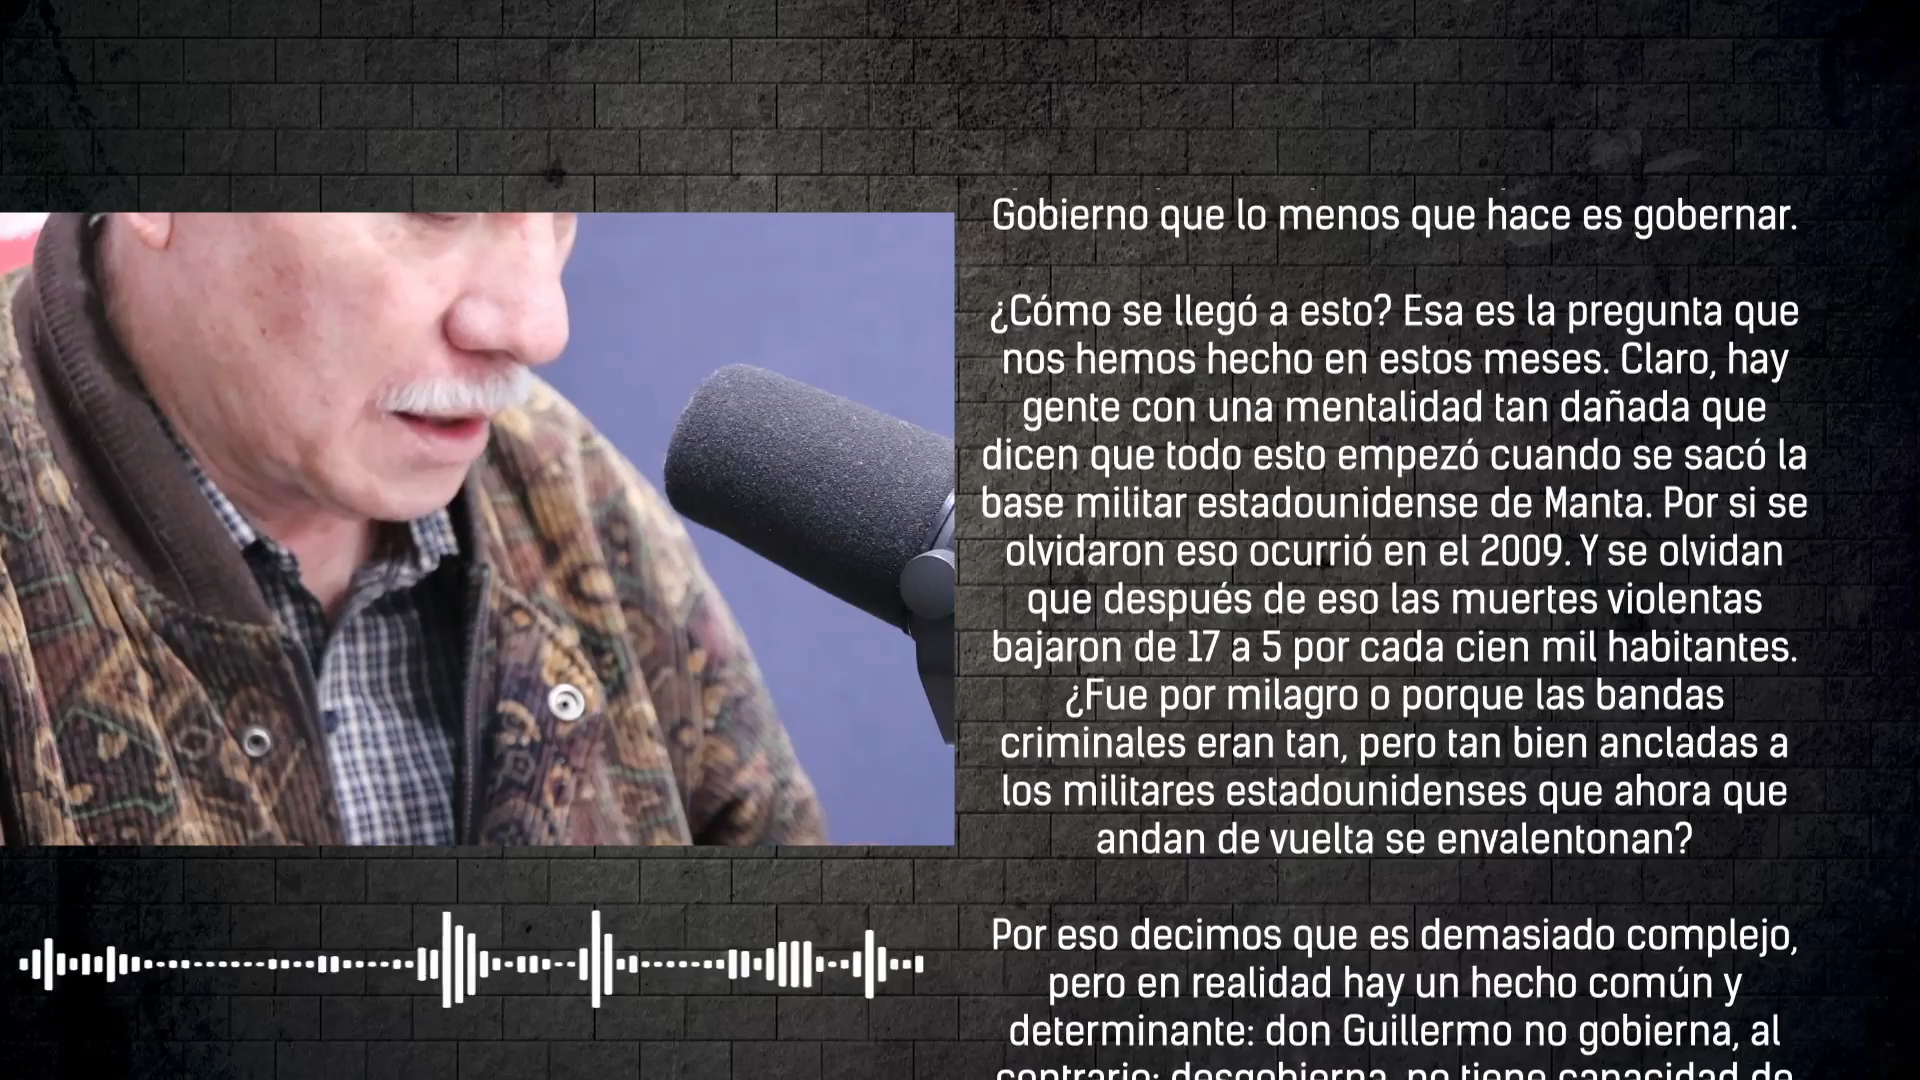 Gobierno que lo menos que hace es gobernar.
¿Cómo se llegó a esto? Esa es la pregunta que
nos hemos hecho en estos meses. Claro, hay
gente con una mentalidad tan dañada que
dicen que todo esto empezó cuando se sacó la
base militar estadounidense de Manta. Por si se
olvidaron eso ocurrió en el 2009. Y se olvidan
que después de eso las muertes violentas
bajaron de 17 a 5 por cada cien mil habitantes.
¿Fue por milagro o porque las bandas
criminales eran tan, pero tan bien ancladas a
los militares estadounidenses que ahora que
andan de vuelta se envalentonan?
Por eso decimos que es demasiado complejo,
pero en realidad hay un hecho común y
determinante: don Guillermo no gobierna, al
contrario: desgobierna, no tiene capacidad de